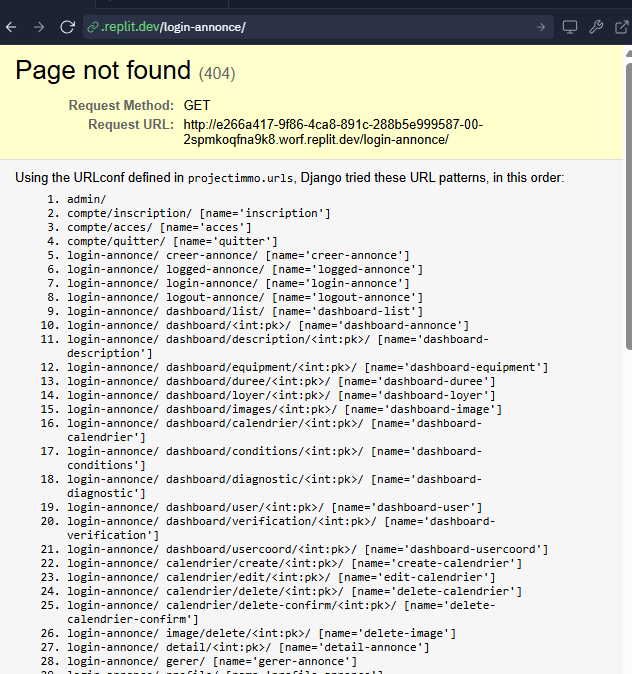 .replit.dev/login-annonce/
Page not found (404)
Request Method: GET
Request URL: http://e266a417-9f86-4ca8-891c-288b5e999587-00-
2spmkoqfna9k8.worf.replit.dev/login-annonce/
Using the URLconf defined in projectimmo.urls, Django tried these URL patterns, in this order:
1. admin/
2. compte/inscription/ [name='inscription']
3. compte/acces/ [name='acces']
4. compte/quitter/ [name='quitter']
5. login-annonce/ creer-annonce/ [name='creer-annonce']
6. login-annonce/ logged-annonce/ [name='logged-annonce']
7. login-annonce/ login-annonce/ [name='login-annonce']
8. login-annonce/ logout-annonce/ [name='logout-annonce']
9. login-annonce/ dashboard/list/ [name='dashboard-list']
10. login-annonce/ dashboard/<int:pk>/ [name='dashboard-annonce']
11. login-annonce/ dashboard/description/<int:pk>/ [name='dashboard-
description']
12. login-annonce/ dashboard/equipment/<int:pk>/ [name='dashboard-equipment']
13. login-annonce/ dashboard/duree/<int:pk>/ [name='dashboard-duree']
14. login-annonce/ dashboard/loyer/<int:pk>/ [name='dashboard-loyer']
15. login-annonce/ dashboard/images/<int:pk>/ [name='dashboard-image']
16. login-annonce/ dashboard/calendrier/<int:pk>/ [name='dashboard-
calendrier']
17. login-annonce/ dashboard/conditions/<int:pk>/ [name='dashboard-
conditions']
18. login-annonce/ dashboard/diagnostic/<int:pk>/ [name='dashboard-
diagnostic']
19. login-annonce/ dashboard/user/<int:pk>/ [name='dashboard-user']
20. login-annonce/ dashboard/verification/<int:pk>/ [name='dashboard-
verification']
21. login-annonce/ dashboard/usercoord/<int:pk>/ [name='dashboard-usercoord']
22. login-annonce/ calendrier/create/<int:pk>/ [name='create-calendrier']
23. login-annonce/ calendrier/edit/<int:pk>/ [name='edit-calendrier']
24. login-annonce/ calendrier/delete/<int:pk>/ [name='delete-calendrier']
25. login-annonce/ calendrier/delete-confirm/<int:pk>/ [name='delete-
calendrier-confirm']
26. login-annonce/ image/delete/<int:pk>/ [name='delete-image']
27. login-annonce/ detail/<int:pk>/ [name='detail-annonce']
28. login-annonce/ gerer/ [name='gerer-annonce']